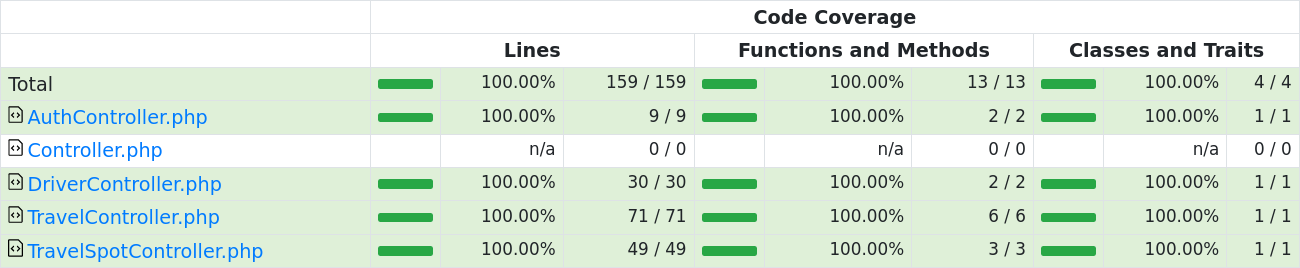 Code Coverage
Lines Functions and Methods Classes and Traits
Total 100.00% 159 / 159 100.00% 13 / 13 100.00% 4 / 4
AuthController.php 100.00% 9 / 9 100.00% 2 / 2 100.00% 1 / 1
Controller.php n/a 0 / 0 n/a 0 / 0 n/a 0 / 0
DriverController.php 100.00% 30 / 30 100.00% 2 / 2 100.00% 1 / 1
TravelController.php 100.00% 71 / 71 100.00% 6 / 6 100.00% 1 / 1
TravelSpotController.php 100.00% 49 / 49 100.00% 3 / 3 100.00% 1 / 1